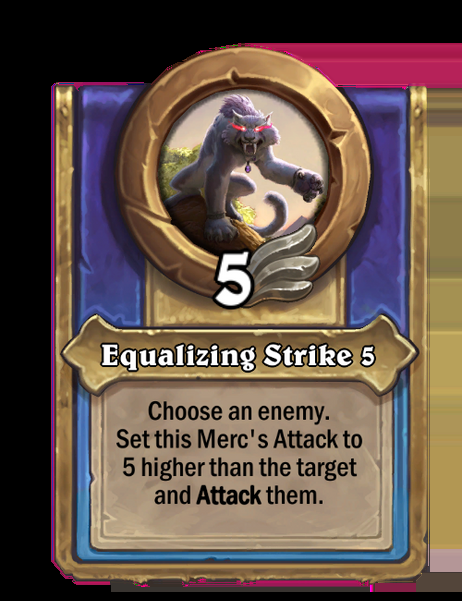 5
Equalizing Strike 5
Choose an enemy.
Set this Merc's Attack to
5 higher than the target
and Attack them.